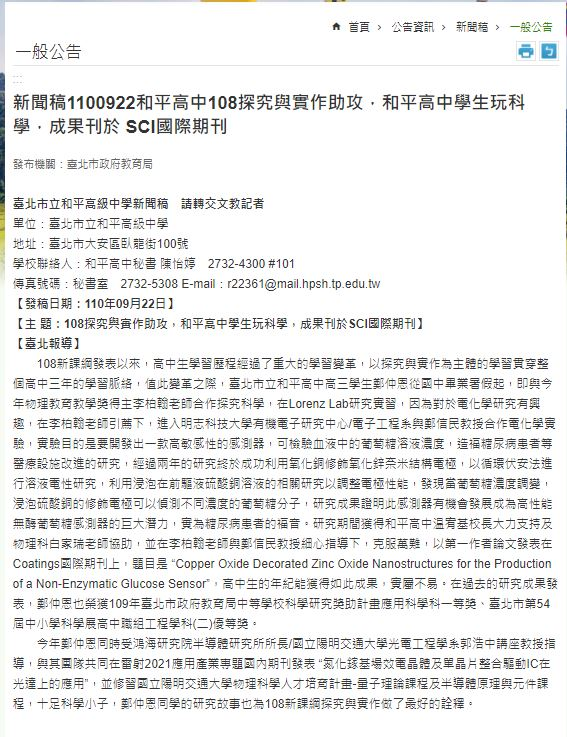 首頁 › 公告資訊 › 新聞稿 › 一般公告
一般公告
:::
新聞稿1100922和平高中108探究與實作助攻，和平高中學生玩科
學，成果刊於 SCI國際期刊
發布機關：臺北市政府教育局
臺北市立和平高級中學新聞稿　請轉交文教記者
單位：臺北市立和平高級中學
地址：臺北市大安區臥龍街100號
學校聯絡人：和平高中秘書 陳怡婷　2732-4300 #101
傳真號碼：秘書室　2732-5308 E-mail：r22361@mail.hpsh.tp.edu.tw
【發稿日期：110年09月22日】
【主 題：108探究與實作助攻，和平高中學生玩科學，成果刊於SCI國際期刊】
【臺北報導】
108新課綱發表以來，高中生學習歷程經過了重大的學習變革，以探究與實作為主體的學習貫穿整
個高中三年的學習脈絡，值此變革之際，臺北市立和平高中高三學生鄭仲恩從國中畢業暑假起，即與今
年物理教育教學獎得主李柏翰老師合作探究科學，在Lorenz Lab研究實習，因為對於電化學研究有興
趣，在李柏翰老師引薦下，進入明志科技大學有機電子研究中心/電子工程系與鄭信民教授合作電化學實
驗，實驗目的是要開發出一款高敏感性的感測器，可檢驗血液中的葡萄糖溶液濃度，造福糖尿病患者等
醫療設施改進的研究，經過兩年的研究終於成功利用氧化銅修飾氧化鋅奈米結構電極，以循環伏安法進
行溶液電性研究，利用浸泡在前驅液硫酸銅溶液的相關研究以調整電極性能，發現當葡萄糖濃度調變，
浸泡硫酸銅的修飾電極可以偵測不同濃度的葡萄糖分子，研究成果證明此感測器有機會發展成為高性能
無酵葡萄糖感測器的巨大潛力，實為糖尿病患者的福音。研究期間獲得和平高中溫宥基校長大力支持及
物理科白家瑞老師協助，並在李柏翰老師與鄭信民教授細心指導下，克服萬難，以第一作者論文發表在
Coatings國際期刊上，題目是 “Copper Oxide Decorated Zinc Oxide Nanostructures for the Production
of a Non-Enzymatic Glucose Sensor”，高中生的年紀能獲得如此成果，實屬不易。在過去的研究成果發
表，鄭仲恩也榮獲109年臺北市政府教育局中等學校科學研究獎助計畫應用科學科一等獎、臺北市第54
屆中小學科學展高中職組工程學科(二)優等獎。
今年鄭仲恩同時受鴻海研究院半導體研究所所長/國立陽明交通大學光電工程學系郭浩中講座教授指
導，與其團隊共同在雷射2021應用產業專題國內期刊發表 “氮化鎵基場效電晶體及單晶片整合驅動IC在
光達上的應用”，並修習國立陽明交通大學物理科學人才培育計畫-量子理論課程及半導體原理與元件課
程，十足科學小子，鄭仲恩同學的研究故事也為108新課綱探究與實作做了最好的詮釋。